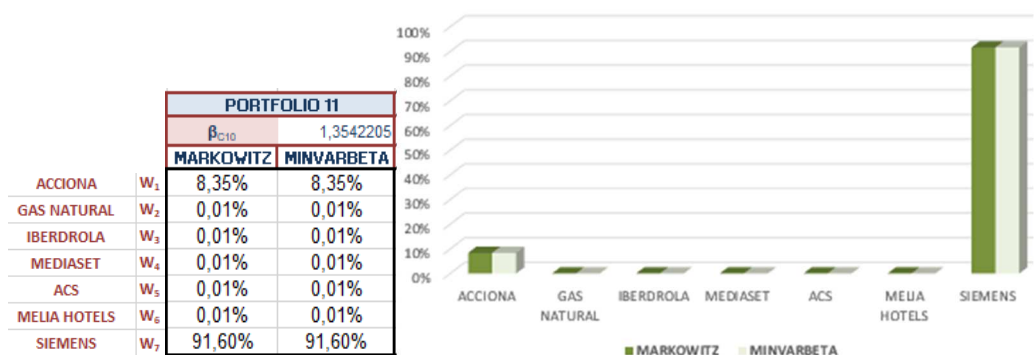 PORTFOLIO 11
βC10 1,3542205
MARKOWITZ MINVARBETA
ACCIONA W₁ 8,35% 8,35%
GAS NATURAL W₂ 0,01% 0,01%
IBERDROLA W₃ 0,01% 0,01%
MEDIASET W₄ 0,01% 0,01%
ACS W₅ 0,01% 0,01%
MELIA HOTELS W₆ 0,01% 0,01%
SIEMENS W₇ 91,60% 91,60%
100%
90%
80%
70%
60%
50%
40%
30%
20%
10%
0%
ACCIONA GAS IBERDROLA MEDIASET ACS MELIA SIEMENS
NATURAL HOTELS
MARKOWITZ MINVARBETA